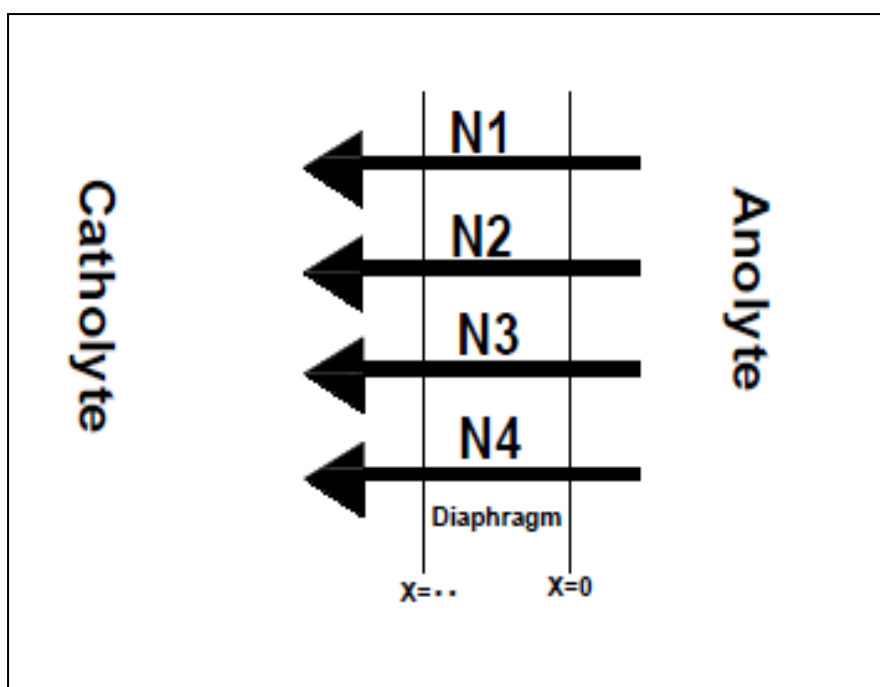 N1
N2
N3
N4
Catholyte
Anolyte
Diaphragm
X=..
X=0